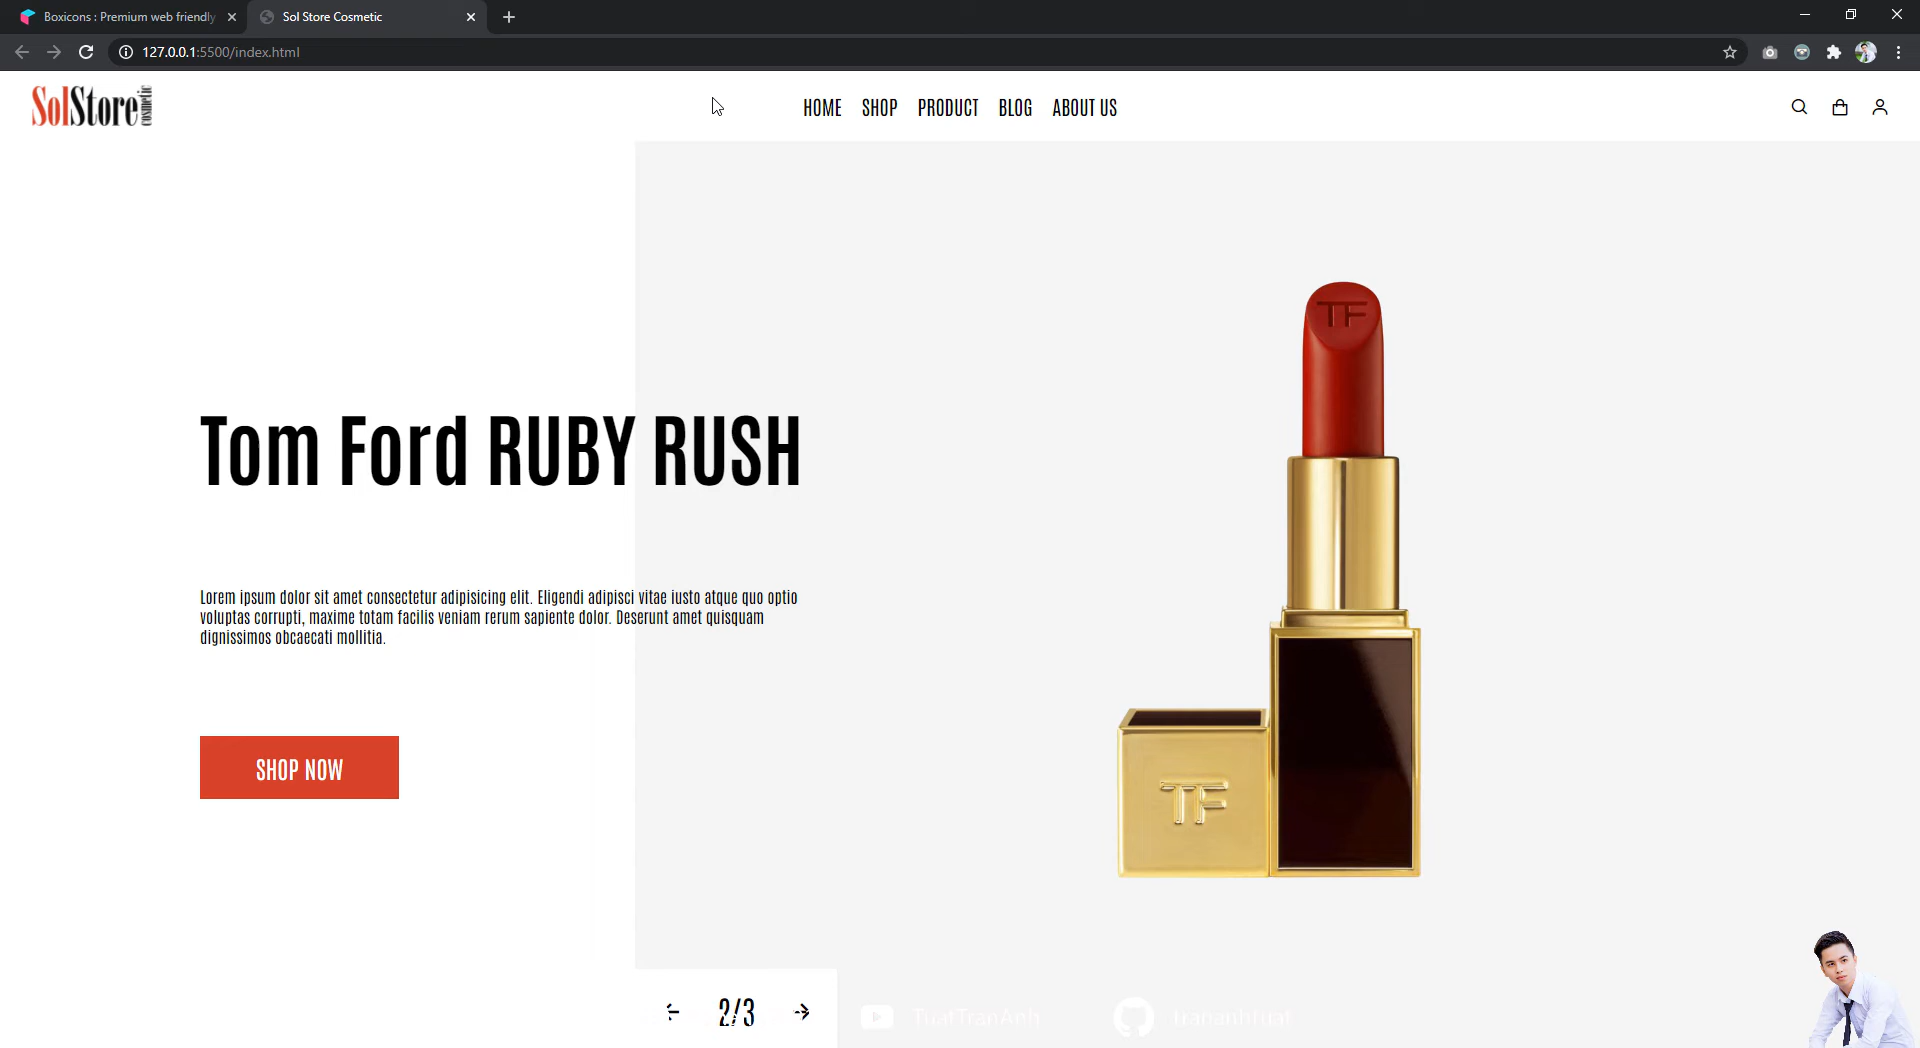 Boxicons : Premium web friendly
Sol Store Cosmetic
127.0.0.1:5500/index.html
SolStore cosmetic
HOME SHOP PRODUCT BLOG ABOUT US
TF
Tom Ford RUBY RUSH
Lorem ipsum dolor sit amet consectetur adipisicing elit. Eligendi adipisci vitae iusto atque quo optio
voluptas corrupti, maxime totam facilis veniam rerum sapiente dolor. Deserunt amet quisquam
dignissimos obcaecati mollitia.
SHOP NOW
TF
2/3
TuatTranAnh